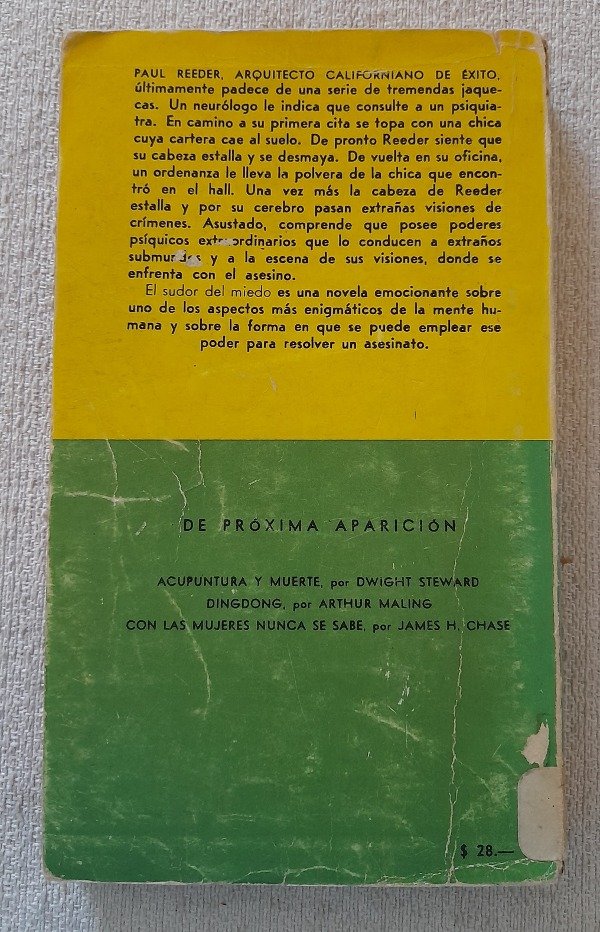 PAUL REEDER, ARQUITECTO CALIFORNIANO DE ÉXITO,
últimamente padece de una serie de tremendas jaque-
cas. Un neurólogo le indica que consulte a un psiquia-
tra. En camino a su primera cita se topa con una chica
cuya cartera cae al suelo. De pronto Reeder siente que
su cabeza estalla y se desmaya. De vuelta en su oficina,
un ordenanza le lleva la polvera de la chica que encon-
tró en el hall. Una vez más la cabeza de Reeder
estalla y por su cerebro pasan extrañas visiones de
crímenes. Asustado, comprende que posee poderes
psíquicos extraordinarios que lo conducen a extraños
submundos y a la escena de sus visiones, donde se
enfrenta con el asesino.
El sudor del miedo es una novela emocionante sobre
uno de los aspectos más enigmáticos de la mente hu-
mana y sobre la forma en que se puede emplear ese
poder para resolver un asesinato.
DE PRÓXIMA APARICIÓN
ACUPUNTURA Y MUERTE, por DWIGHT STEWARD
DINGDONG, por ARTHUR MALING
CON LAS MUJERES NUNCA SE SABE, por JAMES H. CHASE
$ 28.—